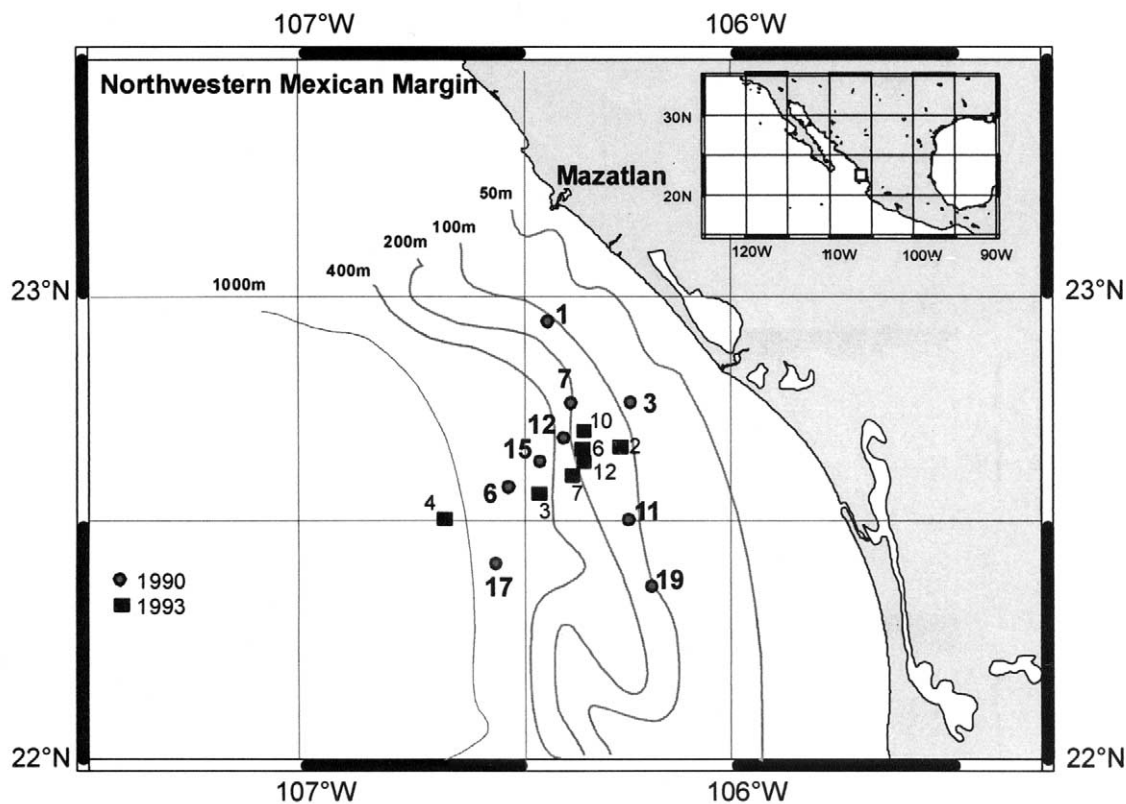 107°W 106°W
Northwestern Mexican Margin
30N
20N
120W 110W 100W 90W
Mazatlan
50m
100m
200m
400m
1000m
23°N 23°N
1
7
3
10
12
6 2
15
12
6
7
4 3
11
17
19
1990
1993
22°N 22°N
107°W 106°W